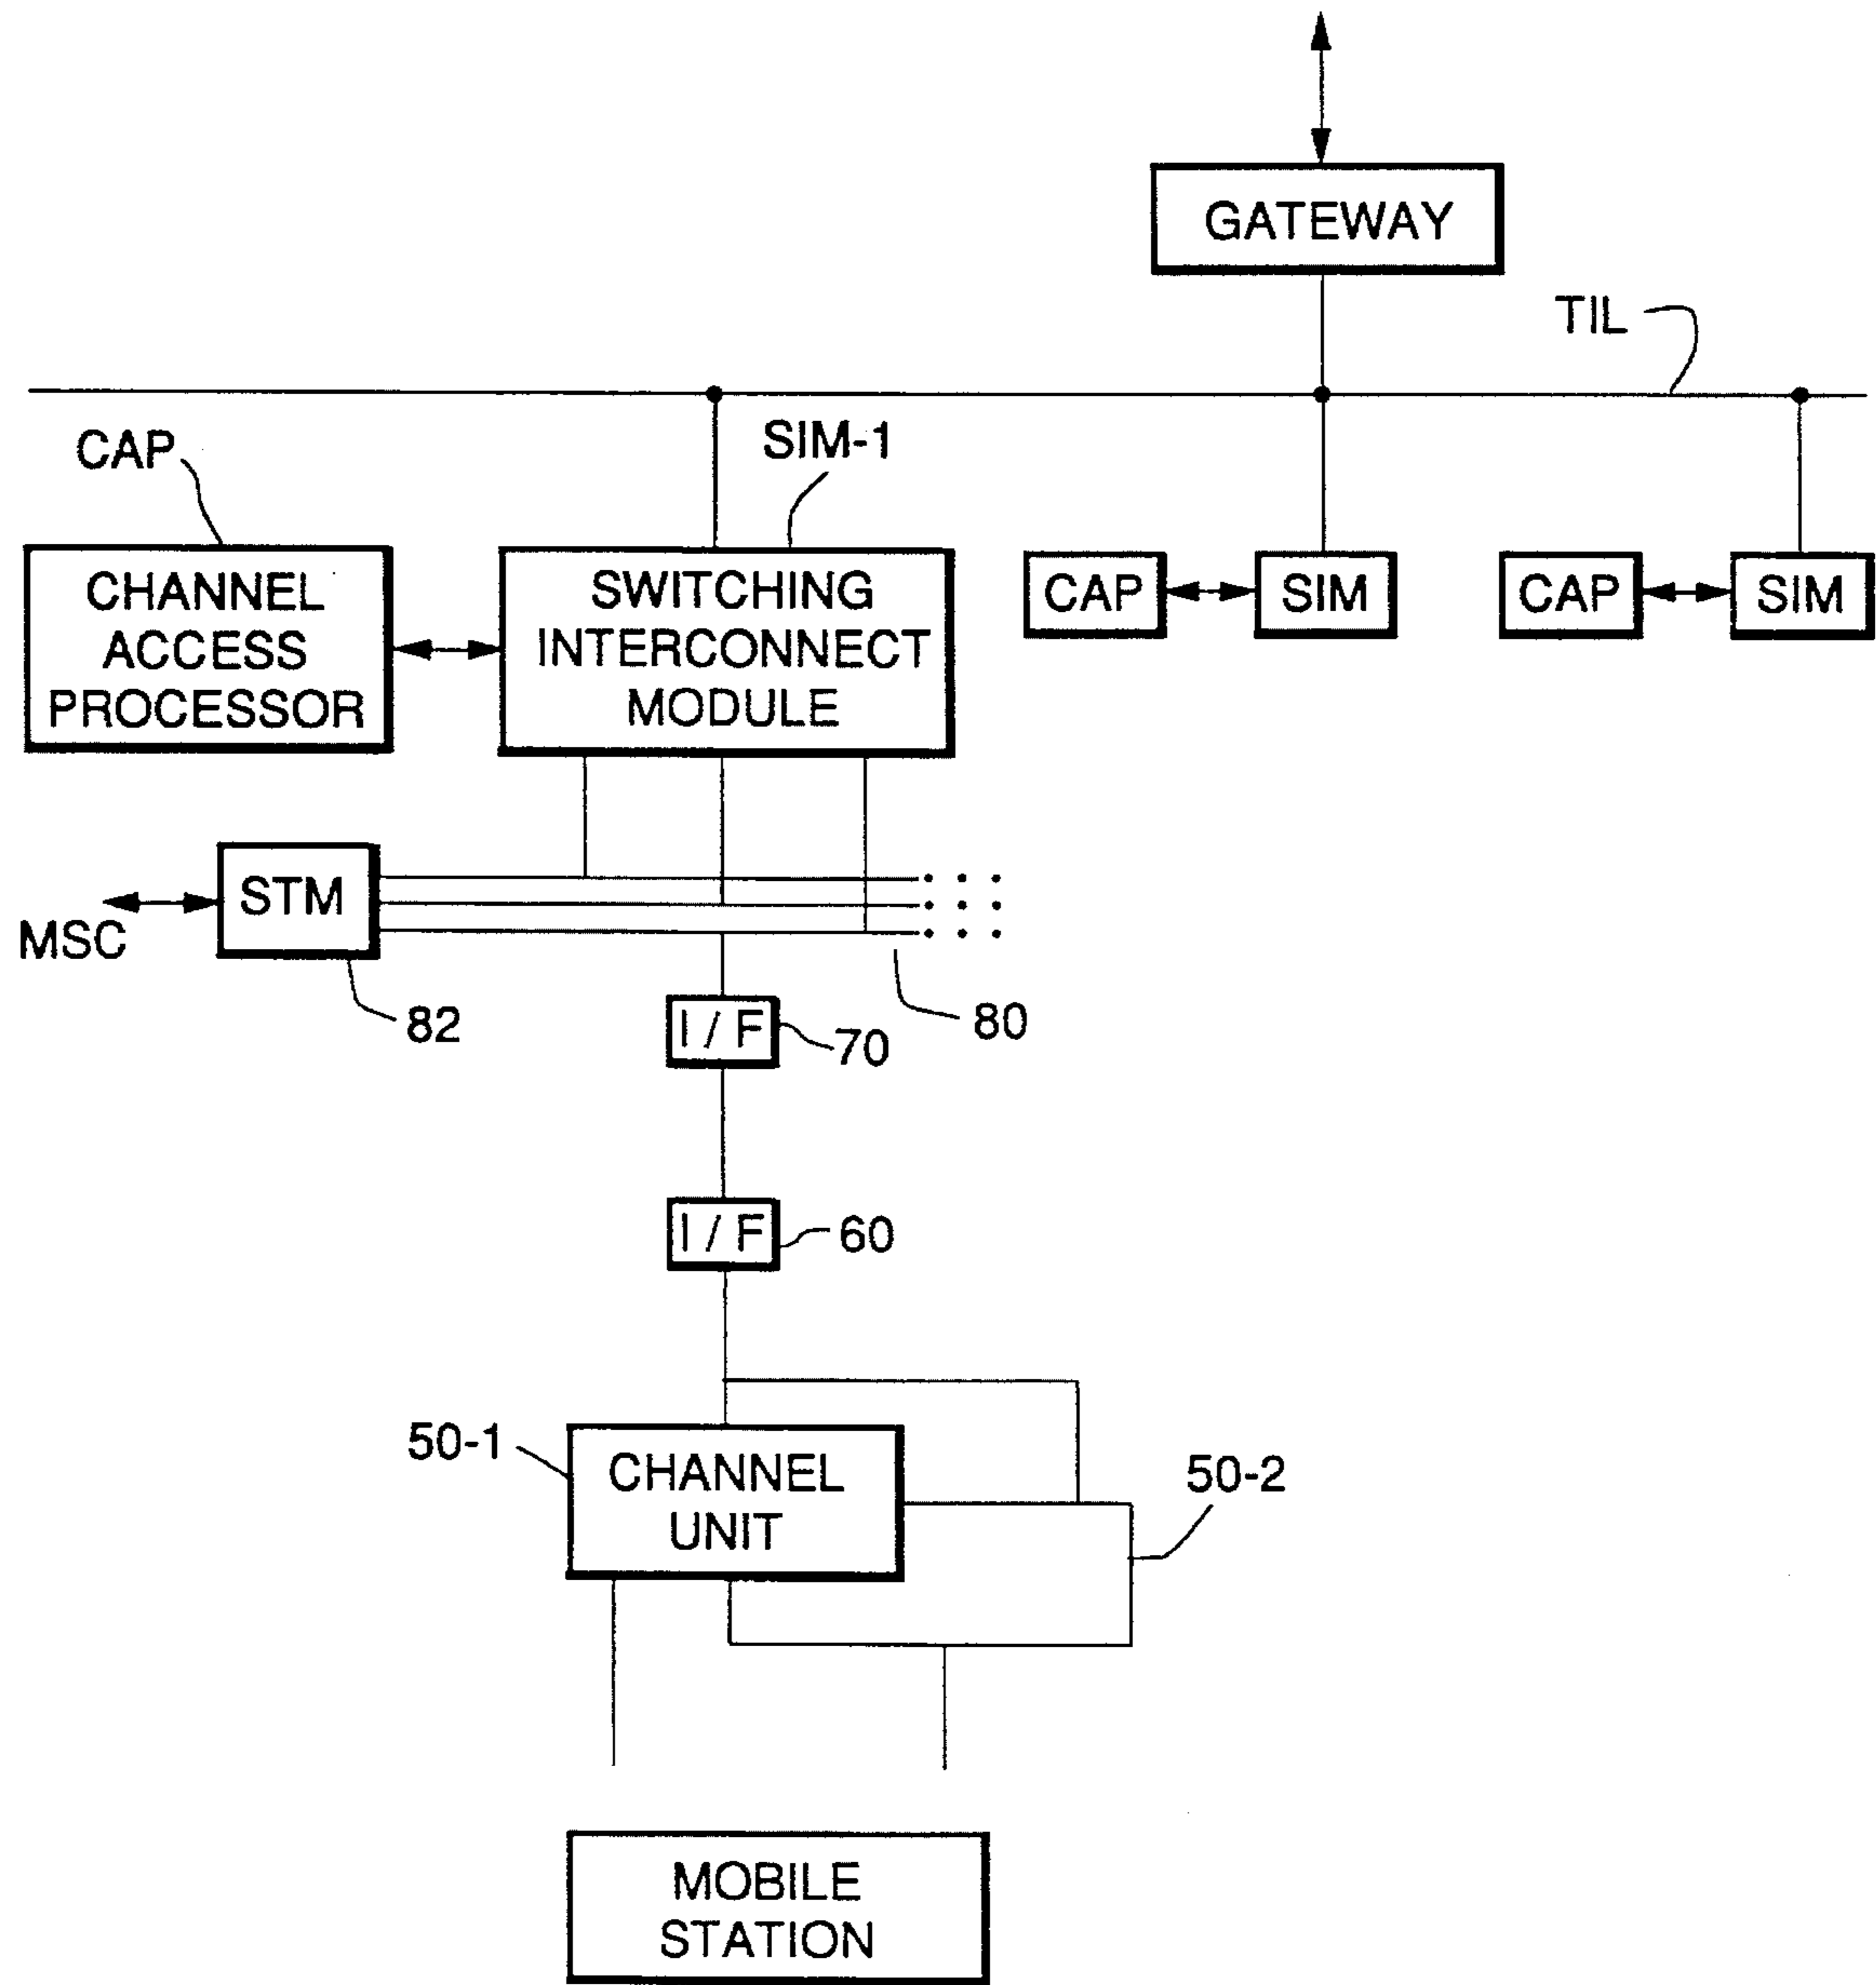 GATEWAY
TIL
CAP
SIM-1
CHANNEL
ACCESS
PROCESSOR
SWITCHING
INTERCONNECT
MODULE
CAP
SIM
CAP
SIM
STM
MSC
82
80
I / F
70
I / F
60
50-1
CHANNEL
UNIT
50-2
MOBILE
STATION